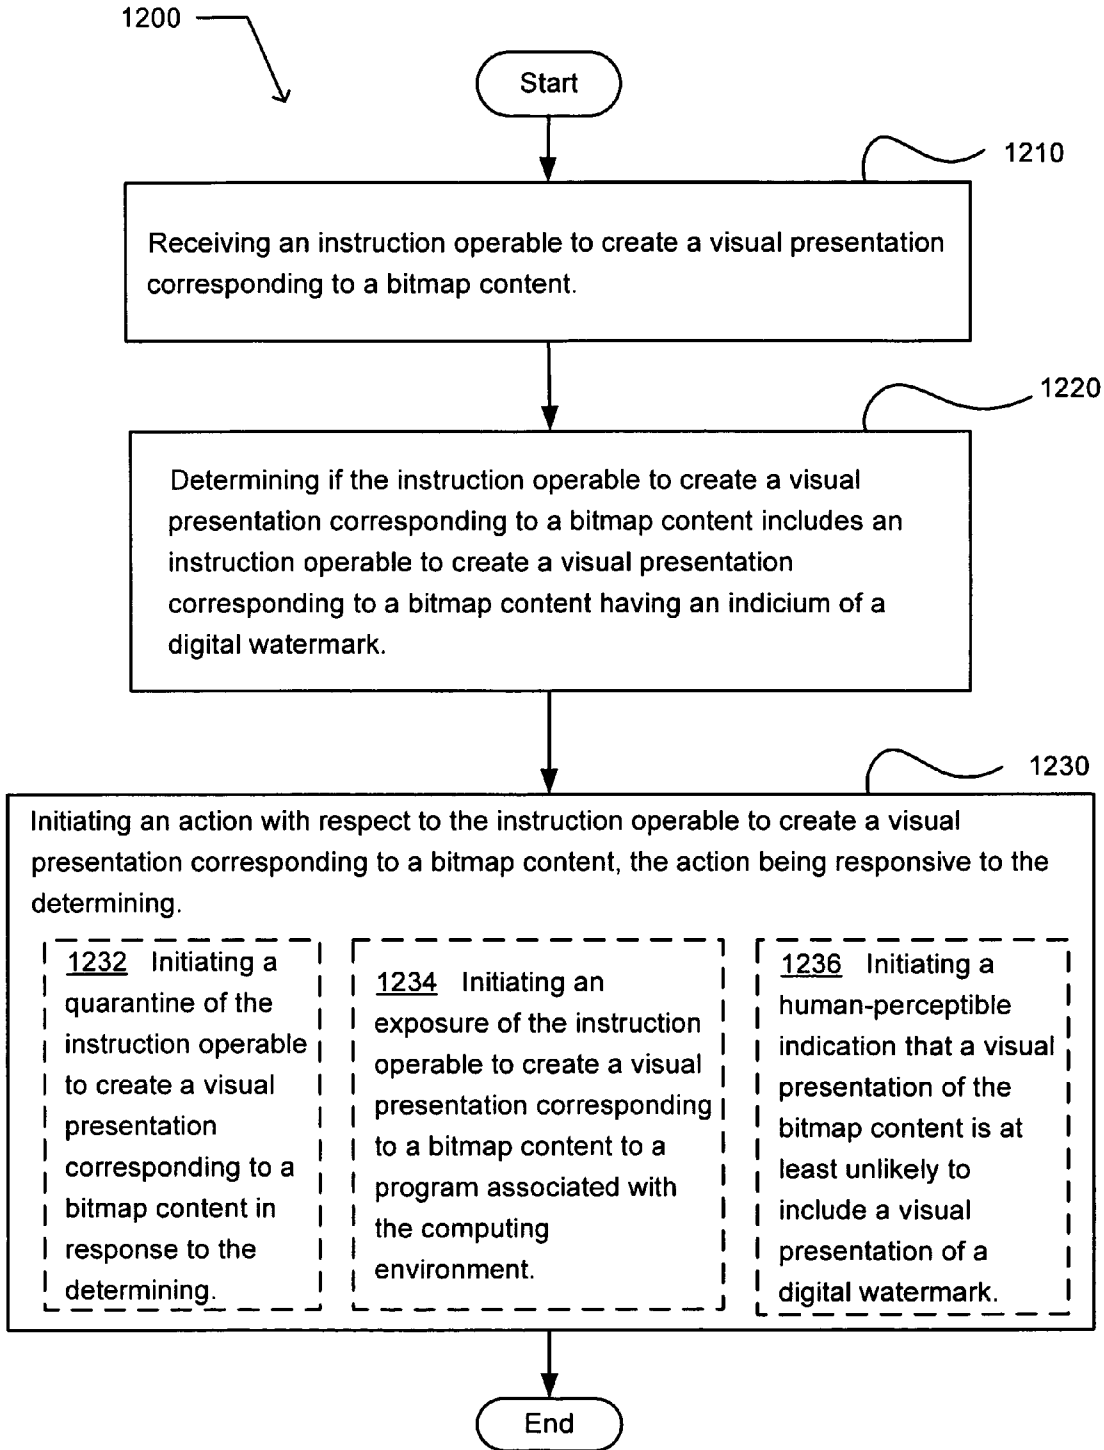 1200
Start
1210
Receiving an instruction operable to create a visual presentation
corresponding to a bitmap content.
1220
Determining if the instruction operable to create a visual
presentation corresponding to a bitmap content includes an
instruction operable to create a visual presentation
corresponding to a bitmap content having an indicium of a
digital watermark.
1230
Initiating an action with respect to the instruction operable to create a visual
presentation corresponding to a bitmap content, the action being responsive to the
determining.
1232 Initiating a
quarantine of the
instruction operable
to create a visual
presentation
corresponding to a
bitmap content in
response to the
determining.
1234 Initiating an
exposure of the instruction
operable to create a visual
presentation corresponding
to a bitmap content to a
program associated with
the computing
environment.
1236 Initiating a
human-perceptible
indication that a visual
presentation of the
bitmap content is at
least unlikely to
include a visual
presentation of a
digital watermark.
End